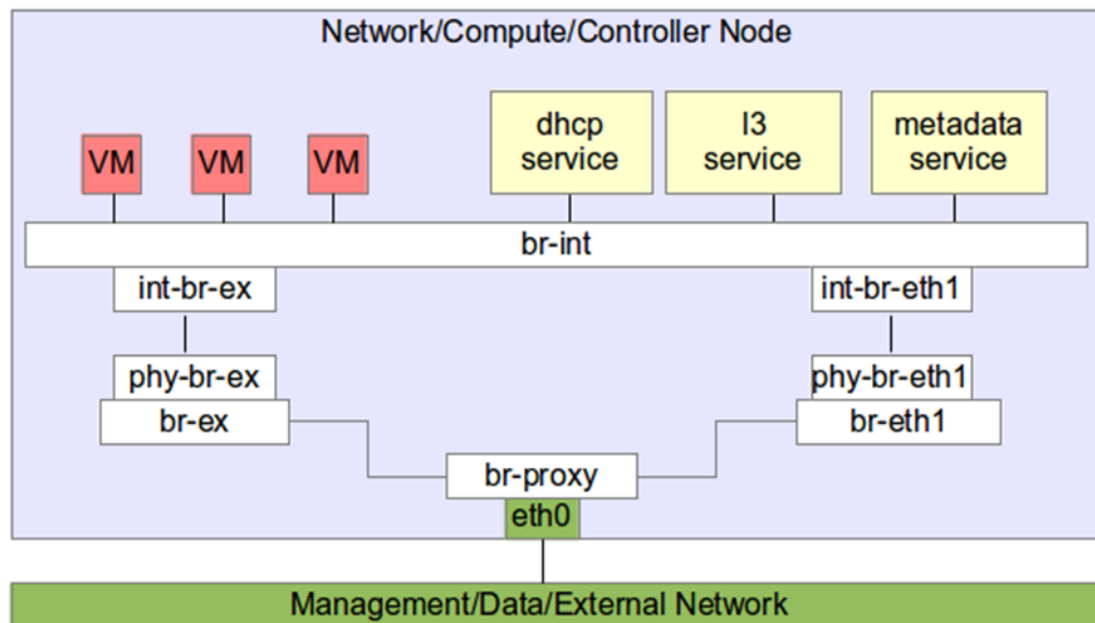 Network/Compute/Controller Node
dhcp
service
l3
service
metadata
service
VM
VM
VM
br-int
int-br-ex
int-br-eth1
phy-br-ex
phy-br-eth1
br-ex
br-eth1
br-proxy
eth0
Management/Data/External Network